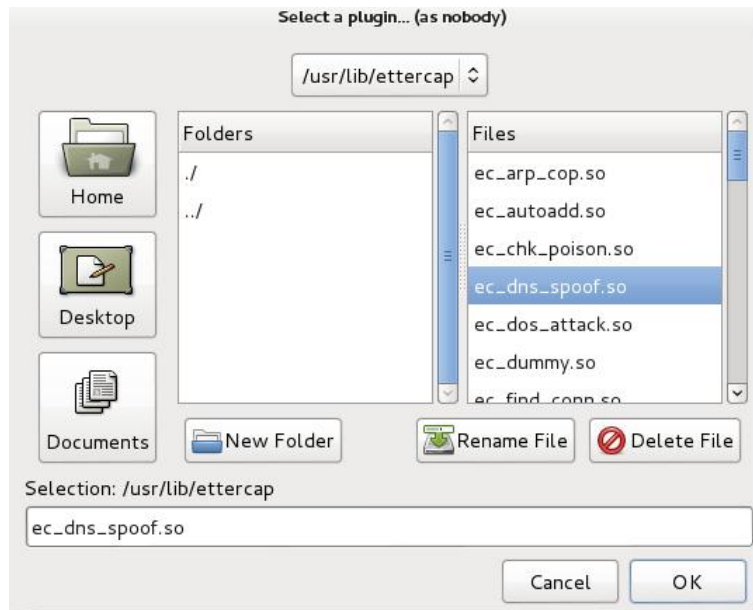 Select a plugin... (as nobody)
/usr/lib/ettercap
Home
Desktop
Documents
Folders
./
../
Files
ec_arp_cop.so
ec_autoadd.so
ec_chk_poison.so
ec_dns_spoof.so
ec_dos_attack.so
ec_dummy.so
ec_find_conn.so
New Folder
Rename File
Delete File
Selection: /usr/lib/ettercap
ec_dns_spoof.so
Cancel
OK